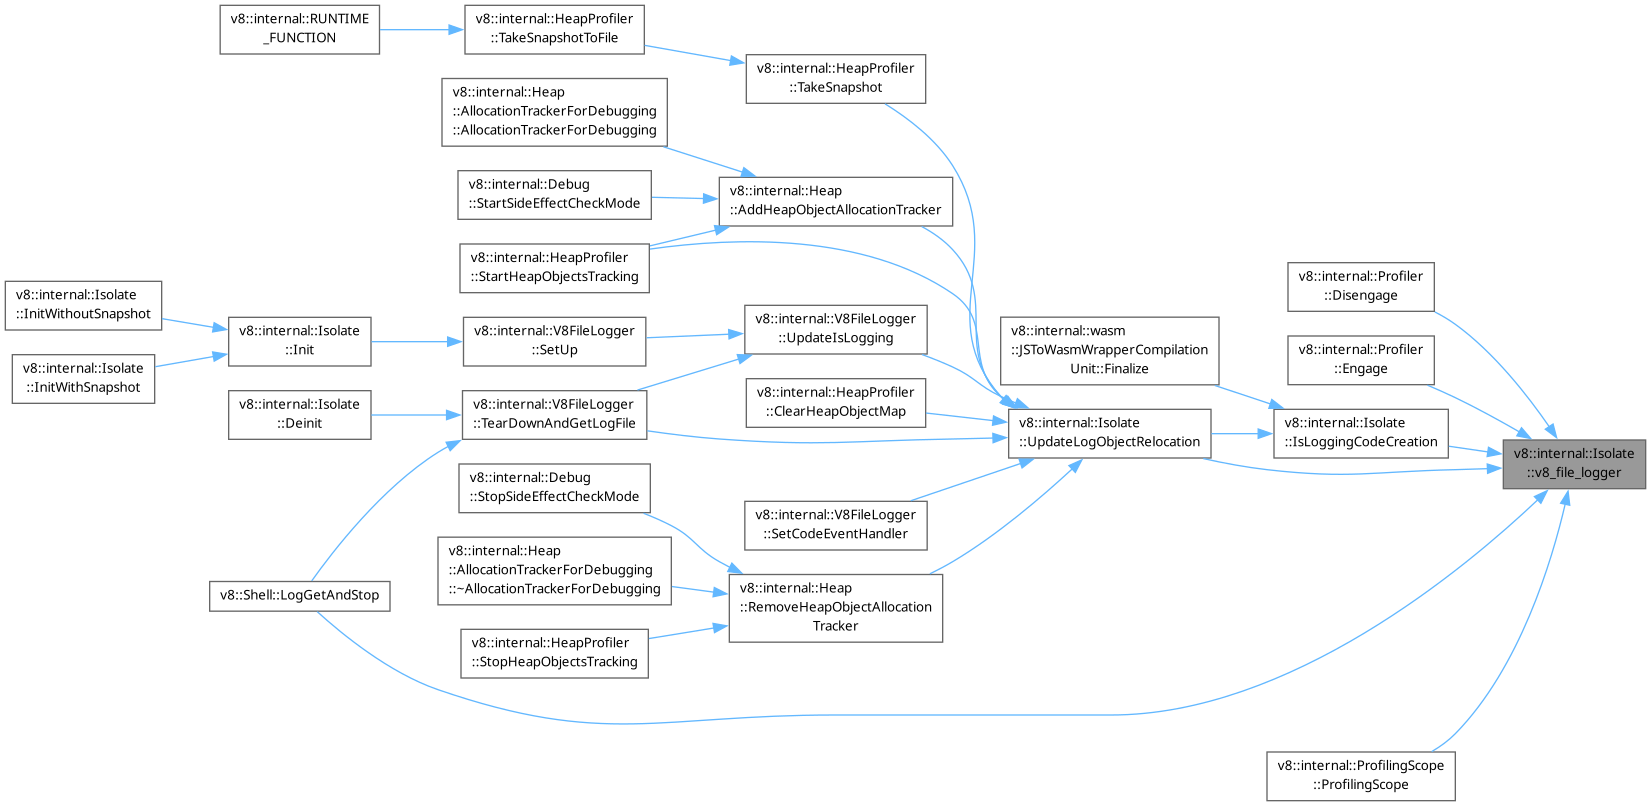 v8::internal::RUNTIME
_FUNCTION
v8::internal::HeapProfiler
::TakeSnapshotToFile
v8::internal::HeapProfiler
::TakeSnapshot
v8::internal::Heap
::AllocationTrackerForDebugging
::AllocationTrackerForDebugging
v8::internal::Debug
::StartSideEffectCheckMode
v8::internal::Heap
::AddHeapObjectAllocationTracker
v8::internal::HeapProfiler
::StartHeapObjectsTracking
v8::internal::Profiler
::Disengage
v8::internal::Isolate
::InitWithoutSnapshot
v8::internal::Isolate
::InitWithSnapshot
v8::internal::Isolate
::Init
v8::internal::V8FileLogger
::SetUp
v8::internal::V8FileLogger
::UpdateIsLogging
v8::internal::wasm
::JSToWasmWrapperCompilation
Unit::Finalize
v8::internal::Profiler
::Engage
v8::internal::Isolate
::Deinit
v8::internal::V8FileLogger
::TearDownAndGetLogFile
v8::internal::HeapProfiler
::ClearHeapObjectMap
v8::internal::Isolate
::UpdateLogObjectRelocation
v8::internal::Isolate
::IsLoggingCodeCreation
v8::internal::Isolate
::v8_file_logger
v8::internal::Debug
::StopSideEffectCheckMode
v8::internal::V8FileLogger
::SetCodeEventHandler
v8::internal::Heap
::AllocationTrackerForDebugging
::~AllocationTrackerForDebugging
v8::Shell::LogGetAndStop
v8::internal::Heap
::RemoveHeapObjectAllocation
Tracker
v8::internal::HeapProfiler
::StopHeapObjectsTracking
v8::internal::ProfilingScope
::ProfilingScope